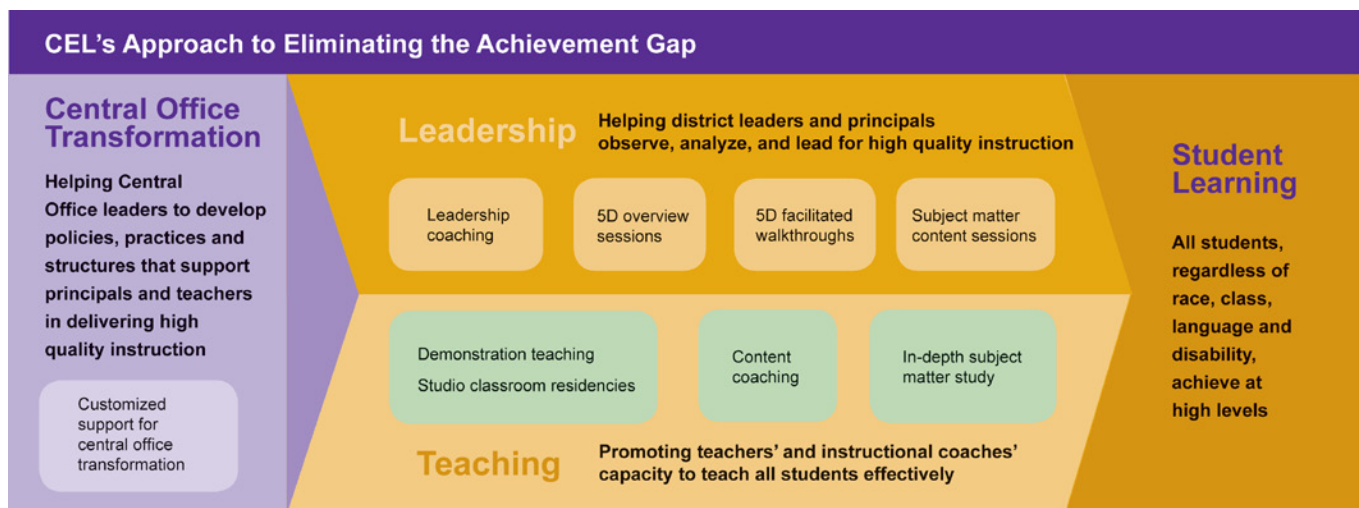 CEL’s Approach to Eliminating the Achievement Gap
Central Office
Transformation
Helping Central
Office leaders to develop
policies, practices and
structures that support
principals and teachers
in delivering high
quality instruction
Customized
support for
central office
transformation
Leadership
Helping district leaders and principals
observe, analyze, and lead for high quality instruction
Leadership
coaching
5D overview
sessions
5D facilitated
walkthroughs
Subject matter
content sessions
Demonstration teaching
Studio classroom residencies
Content
coaching
In-depth subject
matter study
Teaching
Promoting teachers’ and instructional coaches’
capacity to teach all students effectively
Student
Learning
All students,
regardless of
race, class,
language and
disability,
achieve at
high levels